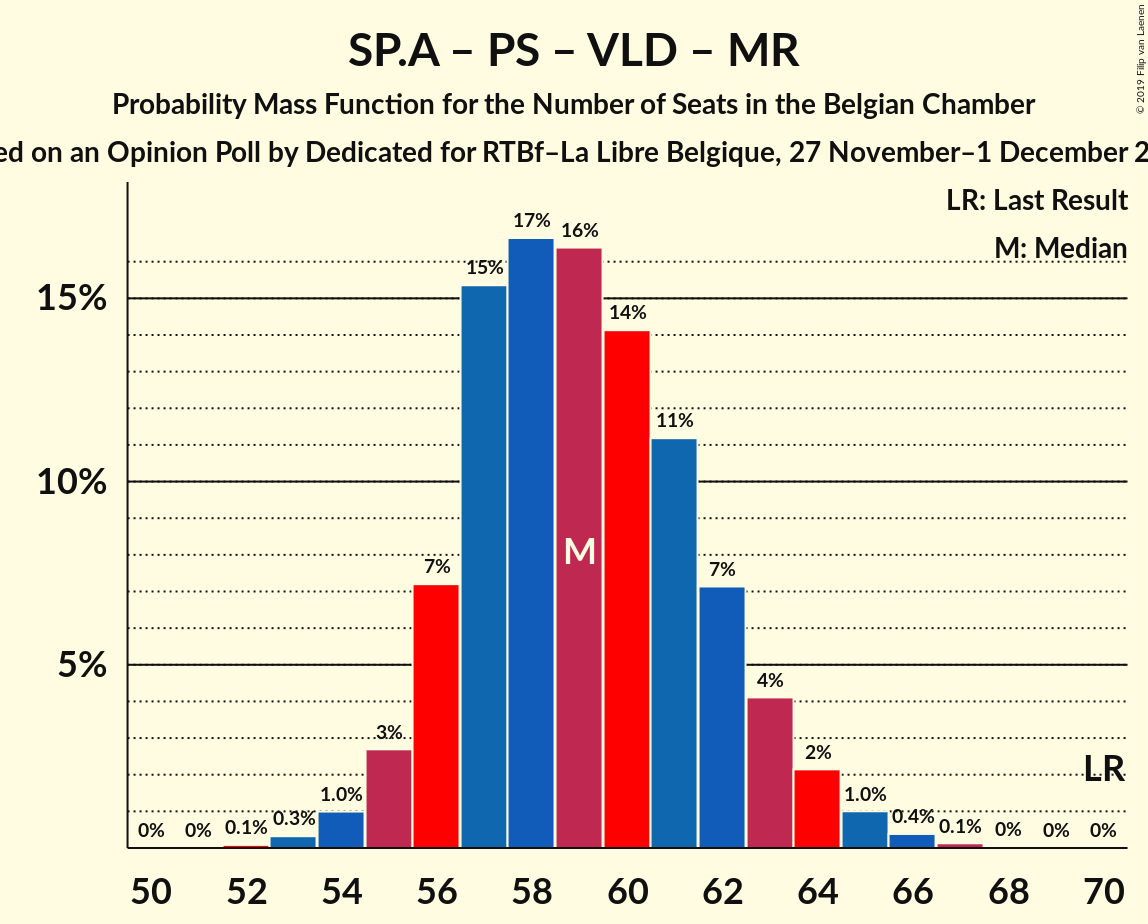 SP.A – PS – VLD – MR
Probability Mass Function for the Number of Seats in the Belgian Chamber
ed on an Opinion Poll by Dedicated for RTBf–La Libre Belgique, 27 November–1 December 2
© 2019 Filip van Laenen
LR: Last Result
M: Median
17%
16%
15%
15%
14%
11%
10%
M
7%
7%
5%
4%
3%
2%
LR
1.0%
1.0%
0% 0% 0.1% 0.3% 0.4% 0.1% 0% 0% 0%
50 52 54 56 58 60 62 64 66 68 70